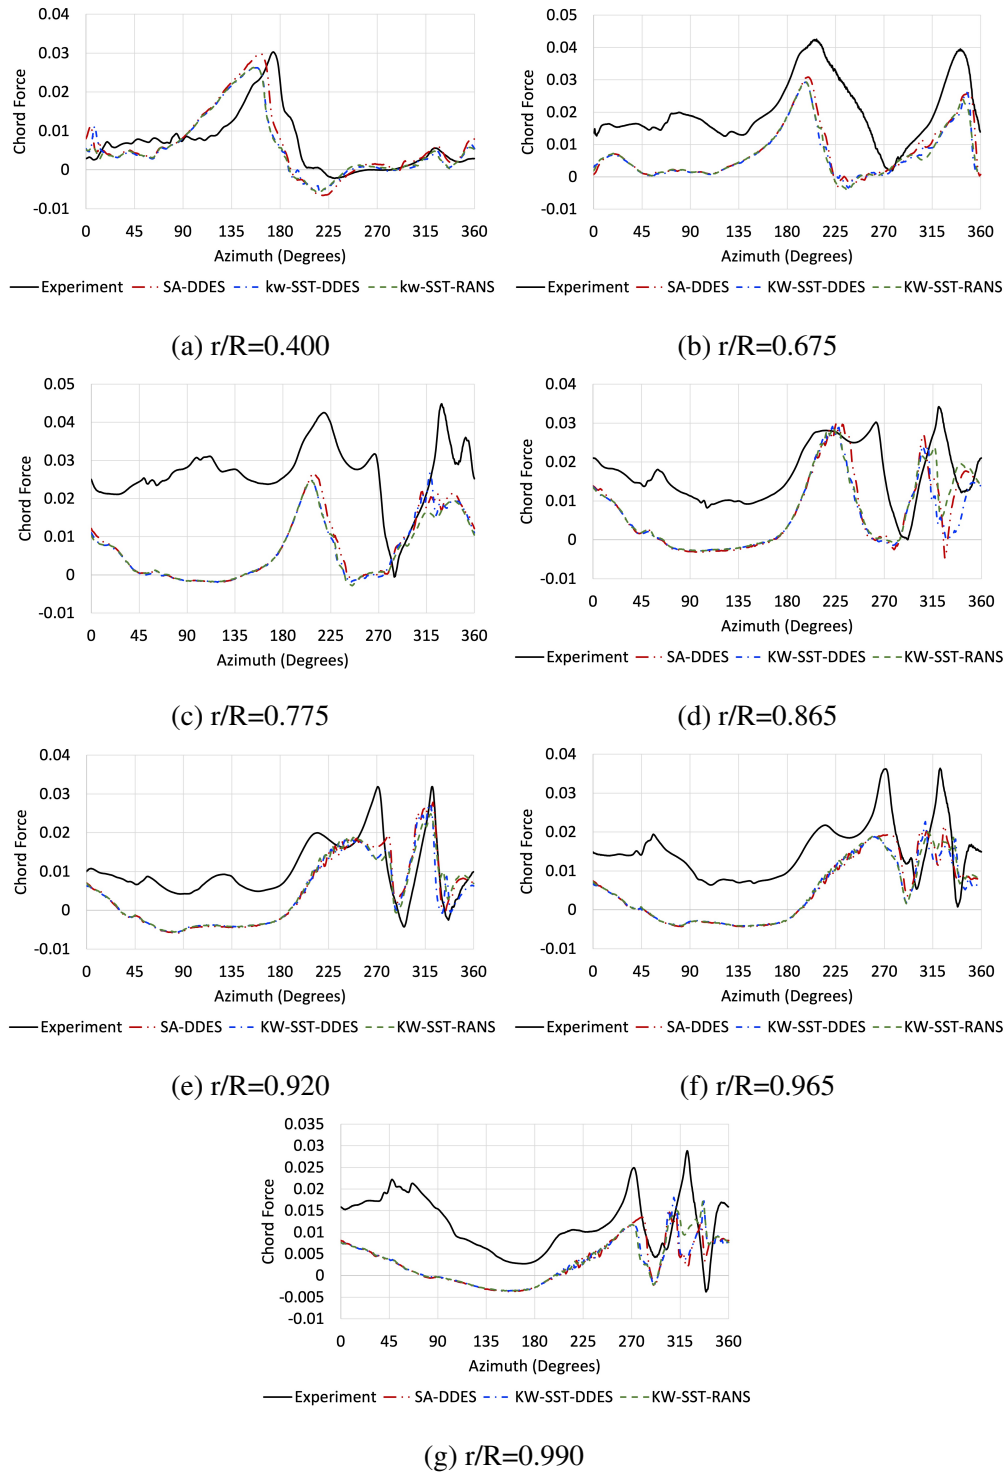 0.04
0.03
0.02
0.01
0
-0.01
Chord Force
0 45 90 135 180 225 270 315 360
Azimuth (Degrees)
Experiment SA-DDES kw-SST-DDES kw-SST-RANS
(a) r/R=0.400
0.05
0.04
0.03
0.02
0.01
0
-0.01
Chord Force
0 45 90 135 180 225 270 315 360
Azimuth (Degrees)
Experiment SA-DDES KW-SST-DDES KW-SST-RANS
(b) r/R=0.675
0.05
0.04
0.03
0.02
0.01
0
-0.01
Chord Force
0 45 90 135 180 225 270 315 360
Azimuth (Degrees)
(c) r/R=0.775
0.04
0.03
0.02
0.01
0
-0.01
Chord Force
0 45 90 135 180 225 270 315 360
Azimuth (Degrees)
Experiment SA-DDES KW-SST-DDES KW-SST-RANS
(d) r/R=0.865
0.04
0.03
0.02
0.01
0
-0.01
Chord Force
0 45 90 135 180 225 270 315 360
Azimuth (Degrees)
Experiment SA-DDES KW-SST-DDES KW-SST-RANS
(e) r/R=0.920
0.04
0.03
0.02
0.01
0
-0.01
Chord Force
0 45 90 135 180 225 270 315 360
Azimuth (Degrees)
Experiment SA-DDES KW-SST-DDES KW-SST-RANS
(f) r/R=0.965
0.035
0.03
0.025
0.02
0.015
0.01
0.005
0
-0.005
-0.01
Chord Force
0 45 90 135 180 225 270 315 360
Azimuth (Degrees)
Experiment SA-DDES KW-SST-DDES KW-SST-RANS
(g) r/R=0.990